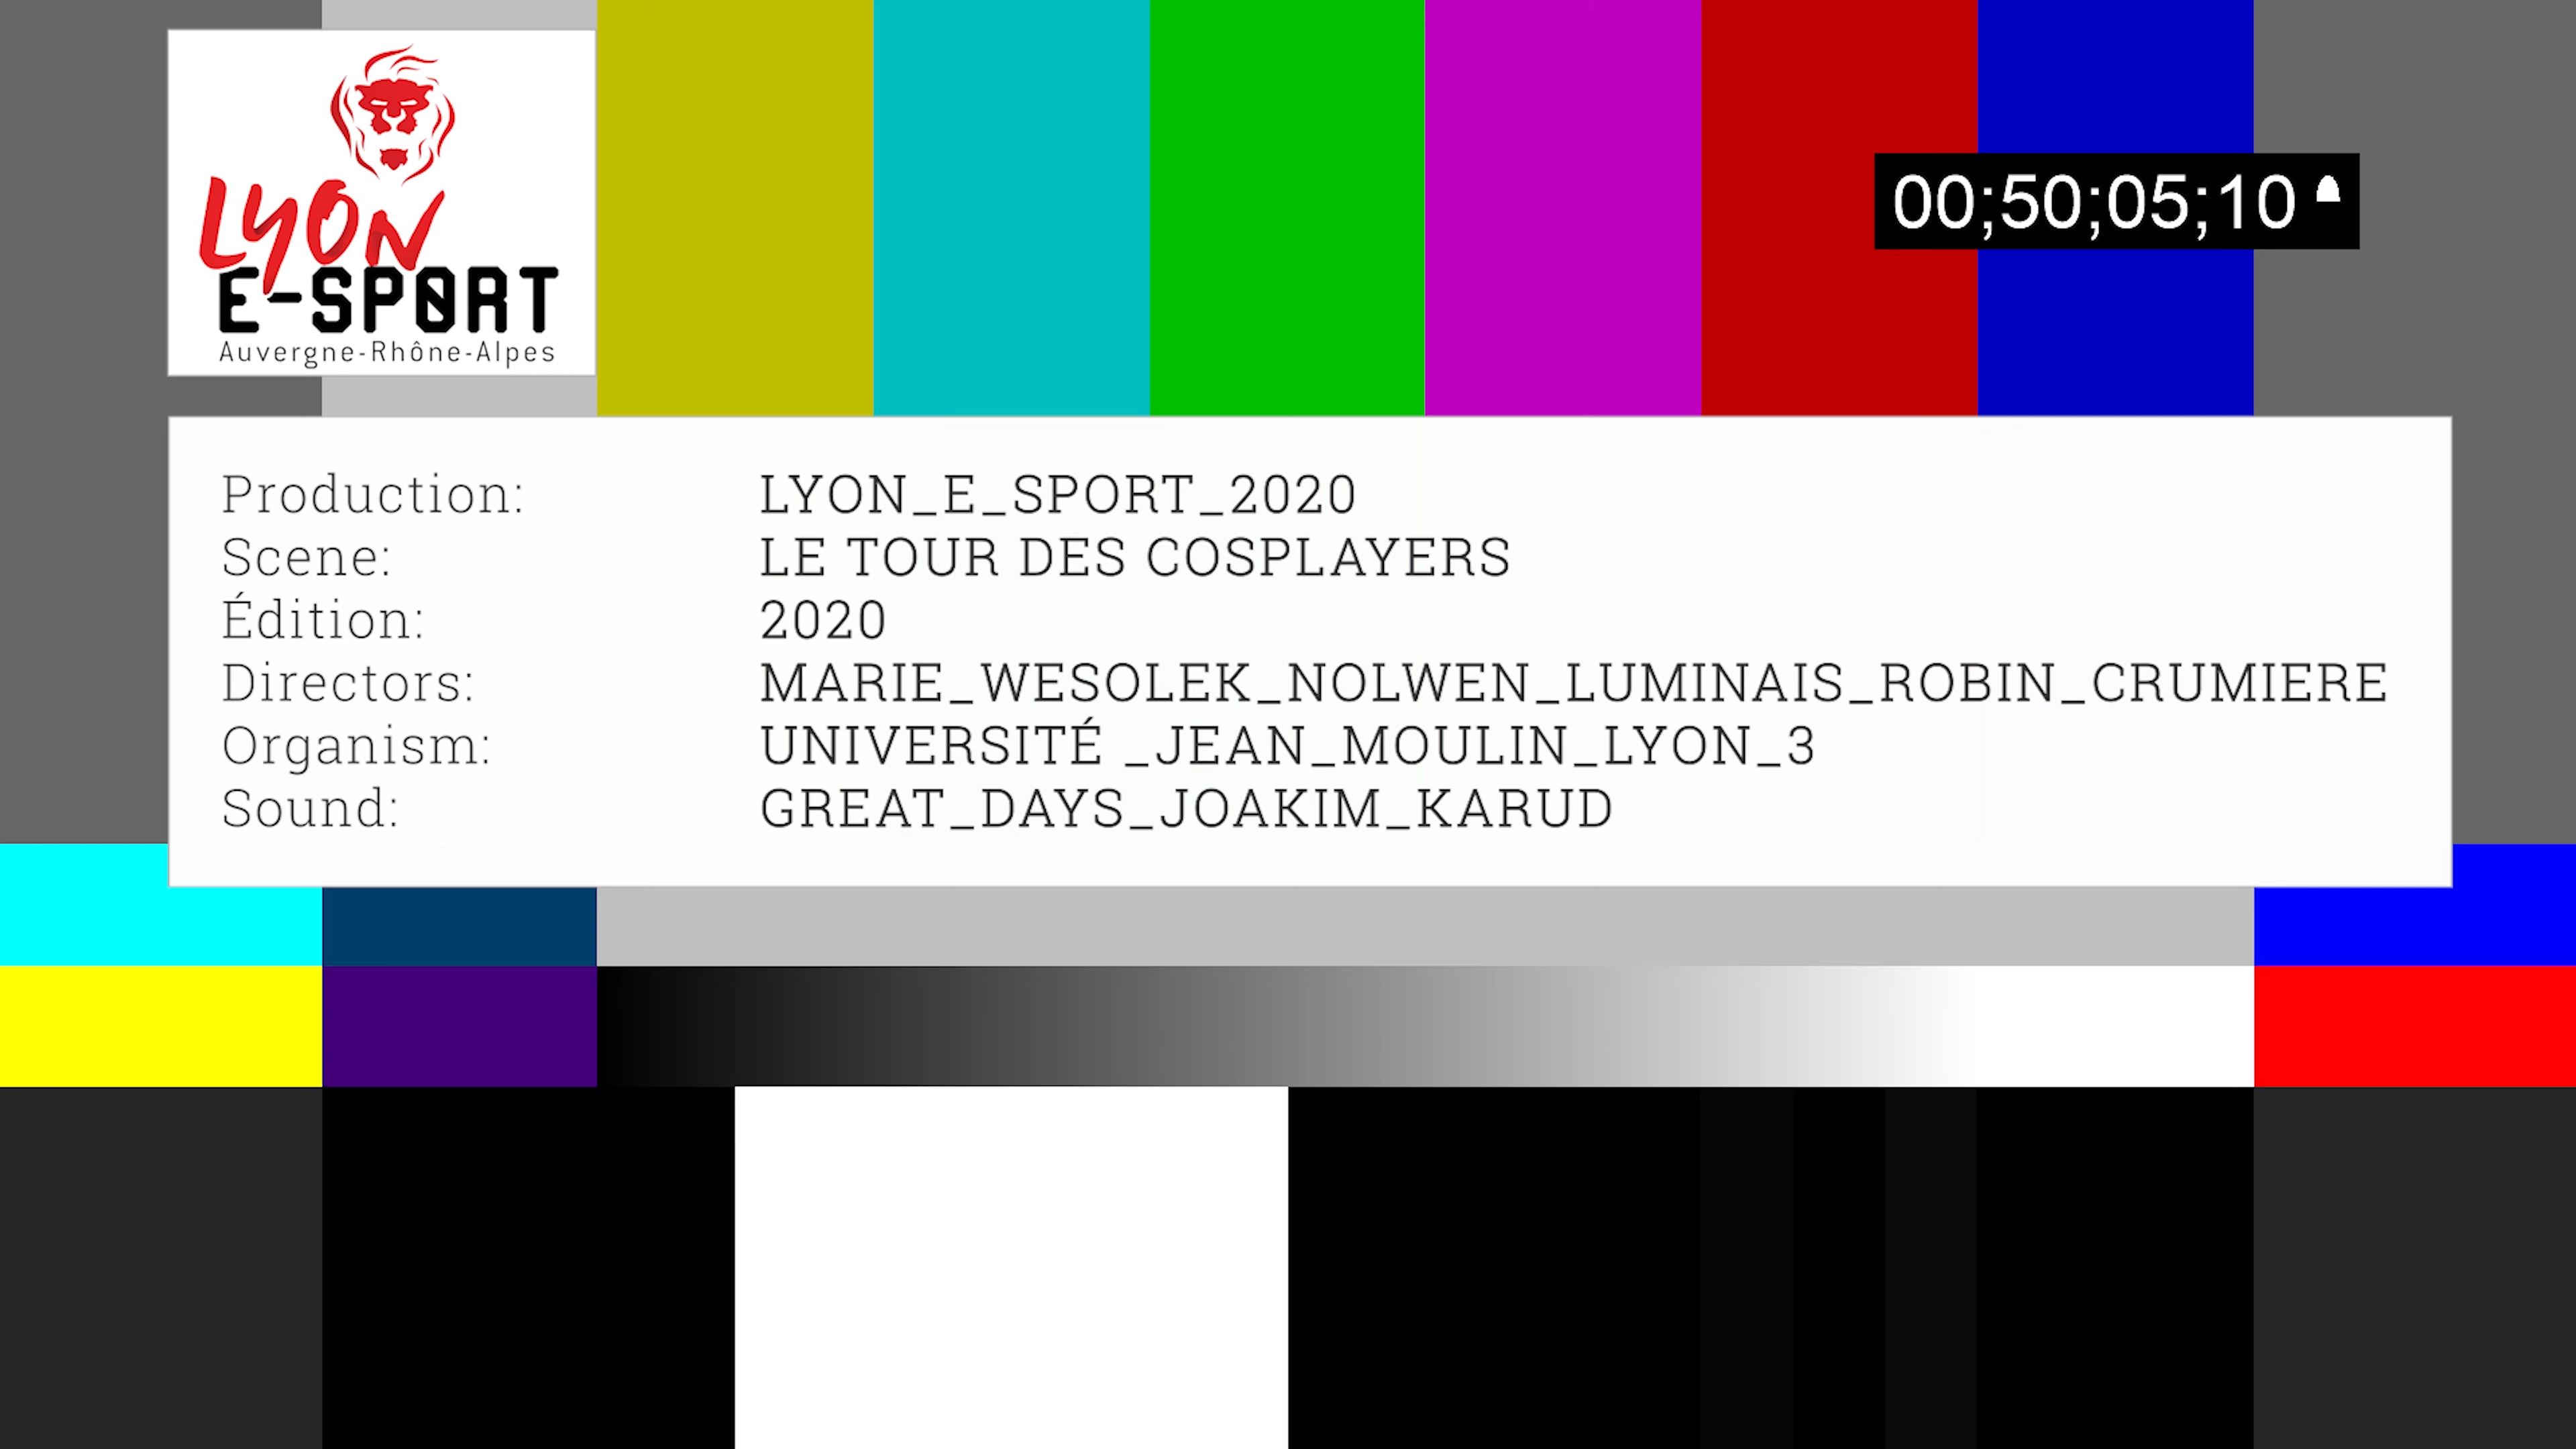 LYON
E-SPORT
Auvergne-Rhône-Alpes
00;50;05;10
Production: LYON_E_SPORT_2020
Scene: LE TOUR DES COSPLAYERS
Édition: 2020
Directors: MARIE_WESOLEK_NOLWEN_LUMINAIS_ROBIN_CRUMIERE
Organism: UNIVERSITÉ _JEAN_MOULIN_LYON_3
Sound: GREAT_DAYS_JOAKIM_KARUD